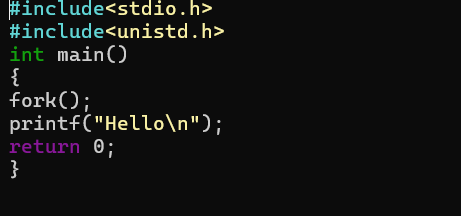 #include<stdio.h>
#include<unistd.h>
int main()
{
fork();
printf("Hello\n");
return 0;
}